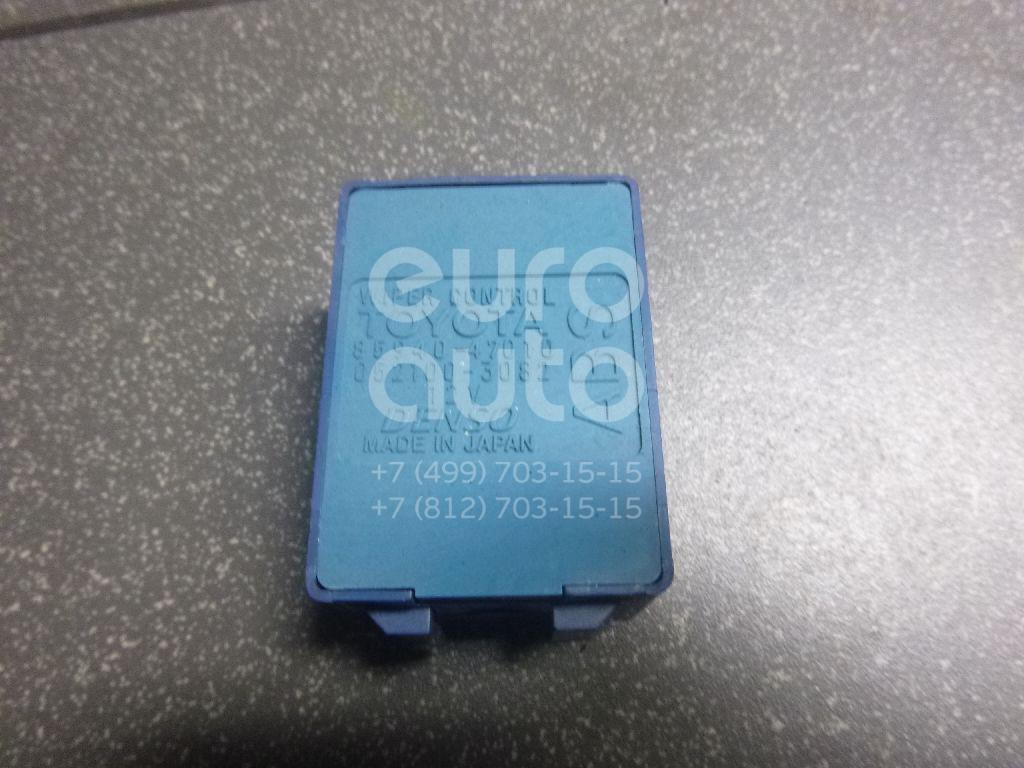 WIPER CONTROL
TOYOTA
85940-47010
12V
DENSO
MADE IN JAPAN
euro
auto
+7 (499) 703-15-15
+7 (812) 703-15-15